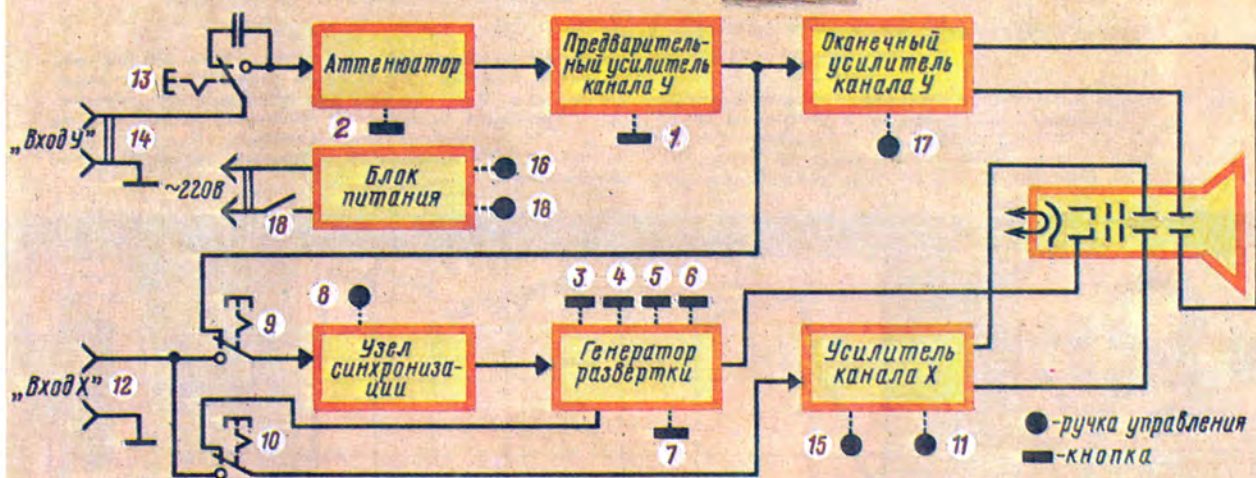 Аттенюатор
Предваритель-
ный усилитель
канала У
Оканечный
усилитель
канала У
13
„Вход У"
14
2
1
17
~220В
18
Блок
питания
16
18
8
3
4
5
6
9
„Вход X"
12
Узел
синхрониза-
ции
Генератор
развёртки
Усилитель
канала X
10
7
15
11
-ручка управления
-кнопка